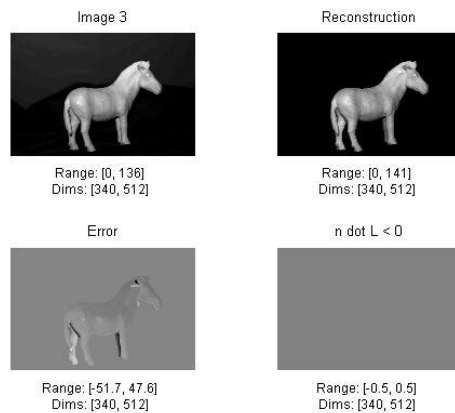 Image 3
Reconstruction
Range: [0, 136]
Dims: [340, 512]
Range: [0, 141]
Dims: [340, 512]
Error
n dot L < 0
Range: [-51.7, 47.6]
Dims: [340, 512]
Range: [-0.5, 0.5]
Dims: [340, 512]